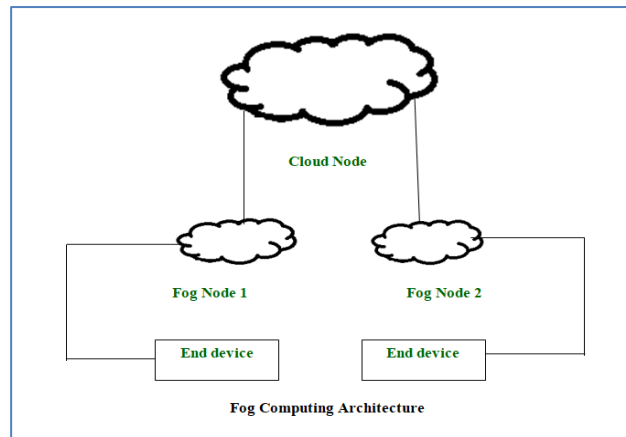 Cloud Node
Fog Node 1
Fog Node 2
End device
End device
Fog Computing Architecture